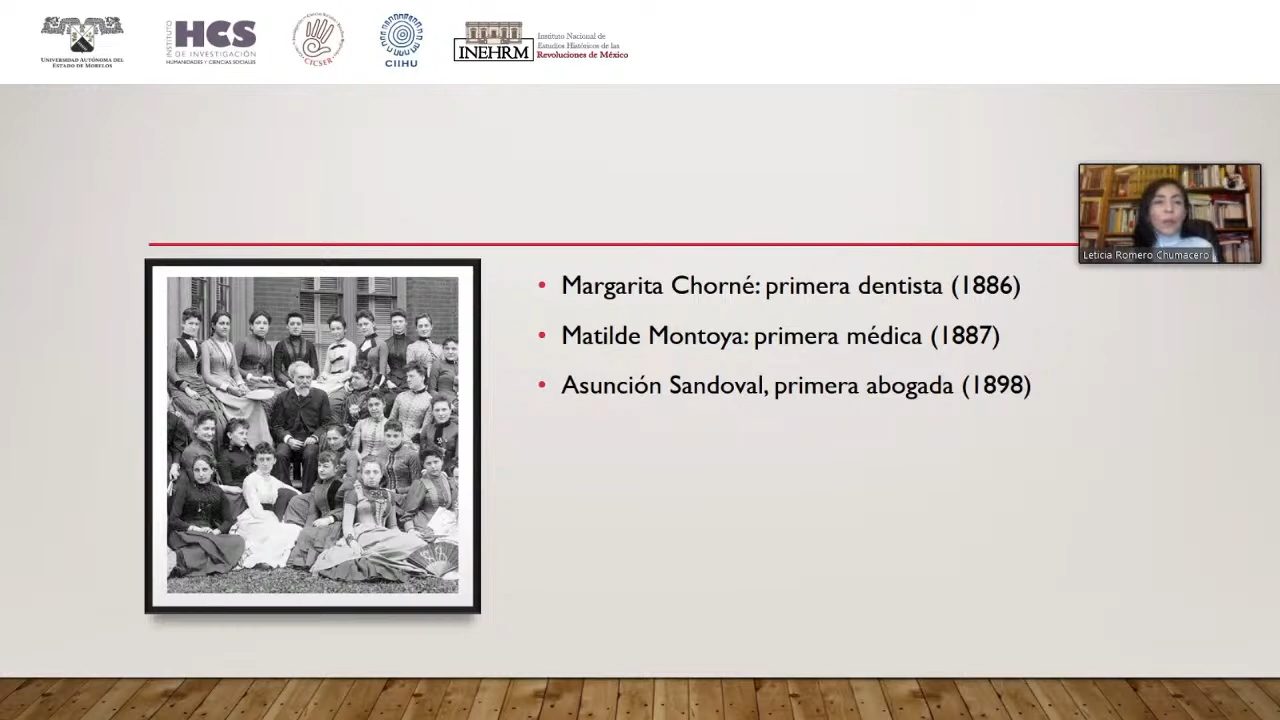 UNIVERSIDAD AUTÓNOMA DEL
ESTADO DE MORELOS
INSTITUTO
HCS
DE INVESTIGACIÓN
HUMANIDADES Y CIENCIAS SOCIALES
CICSER
CIIHU
INEHRM
Instituto Nacional de
Estudios Históricos de las
Revoluciones de México
Leticia Romero Chumacero
• Margarita Chorné: primera dentista (1886)
• Matilde Montoya: primera médica (1887)
• Asunción Sandoval, primera abogada (1898)